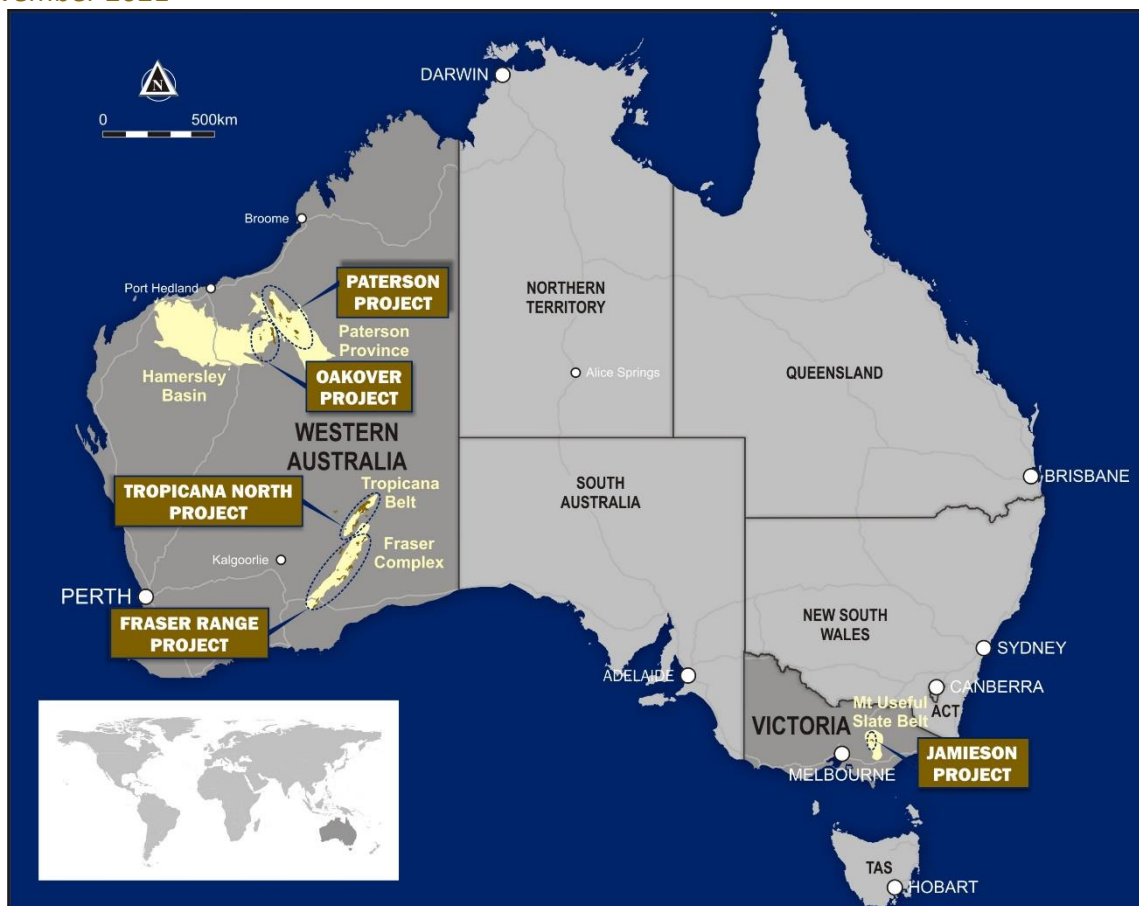 DARWIN
N
0 500km
Broome
Port Hedland
PATERSON
PROJECT
NORTHERN
TERRITORY
Paterson
Province
Alice Springs
QUEENSLAND
Hamersley
Basin
OAKOVER
PROJECT
WESTERN
AUSTRALIA
TROPICANA NORTH
PROJECT
Tropicana
Belt
SOUTH
AUSTRALIA
BRISBANE
Fraser
Complex
Kalgoorlie
PERTH
FRASER RANGE
PROJECT
NEW SOUTH
WALES
SYDNEY
ADELAIDE
CANBERRA
ACT
Mt Useful
Slate Belt
VICTORIA
MELBOURNE
JAMIESON
PROJECT
TAS
HOBART